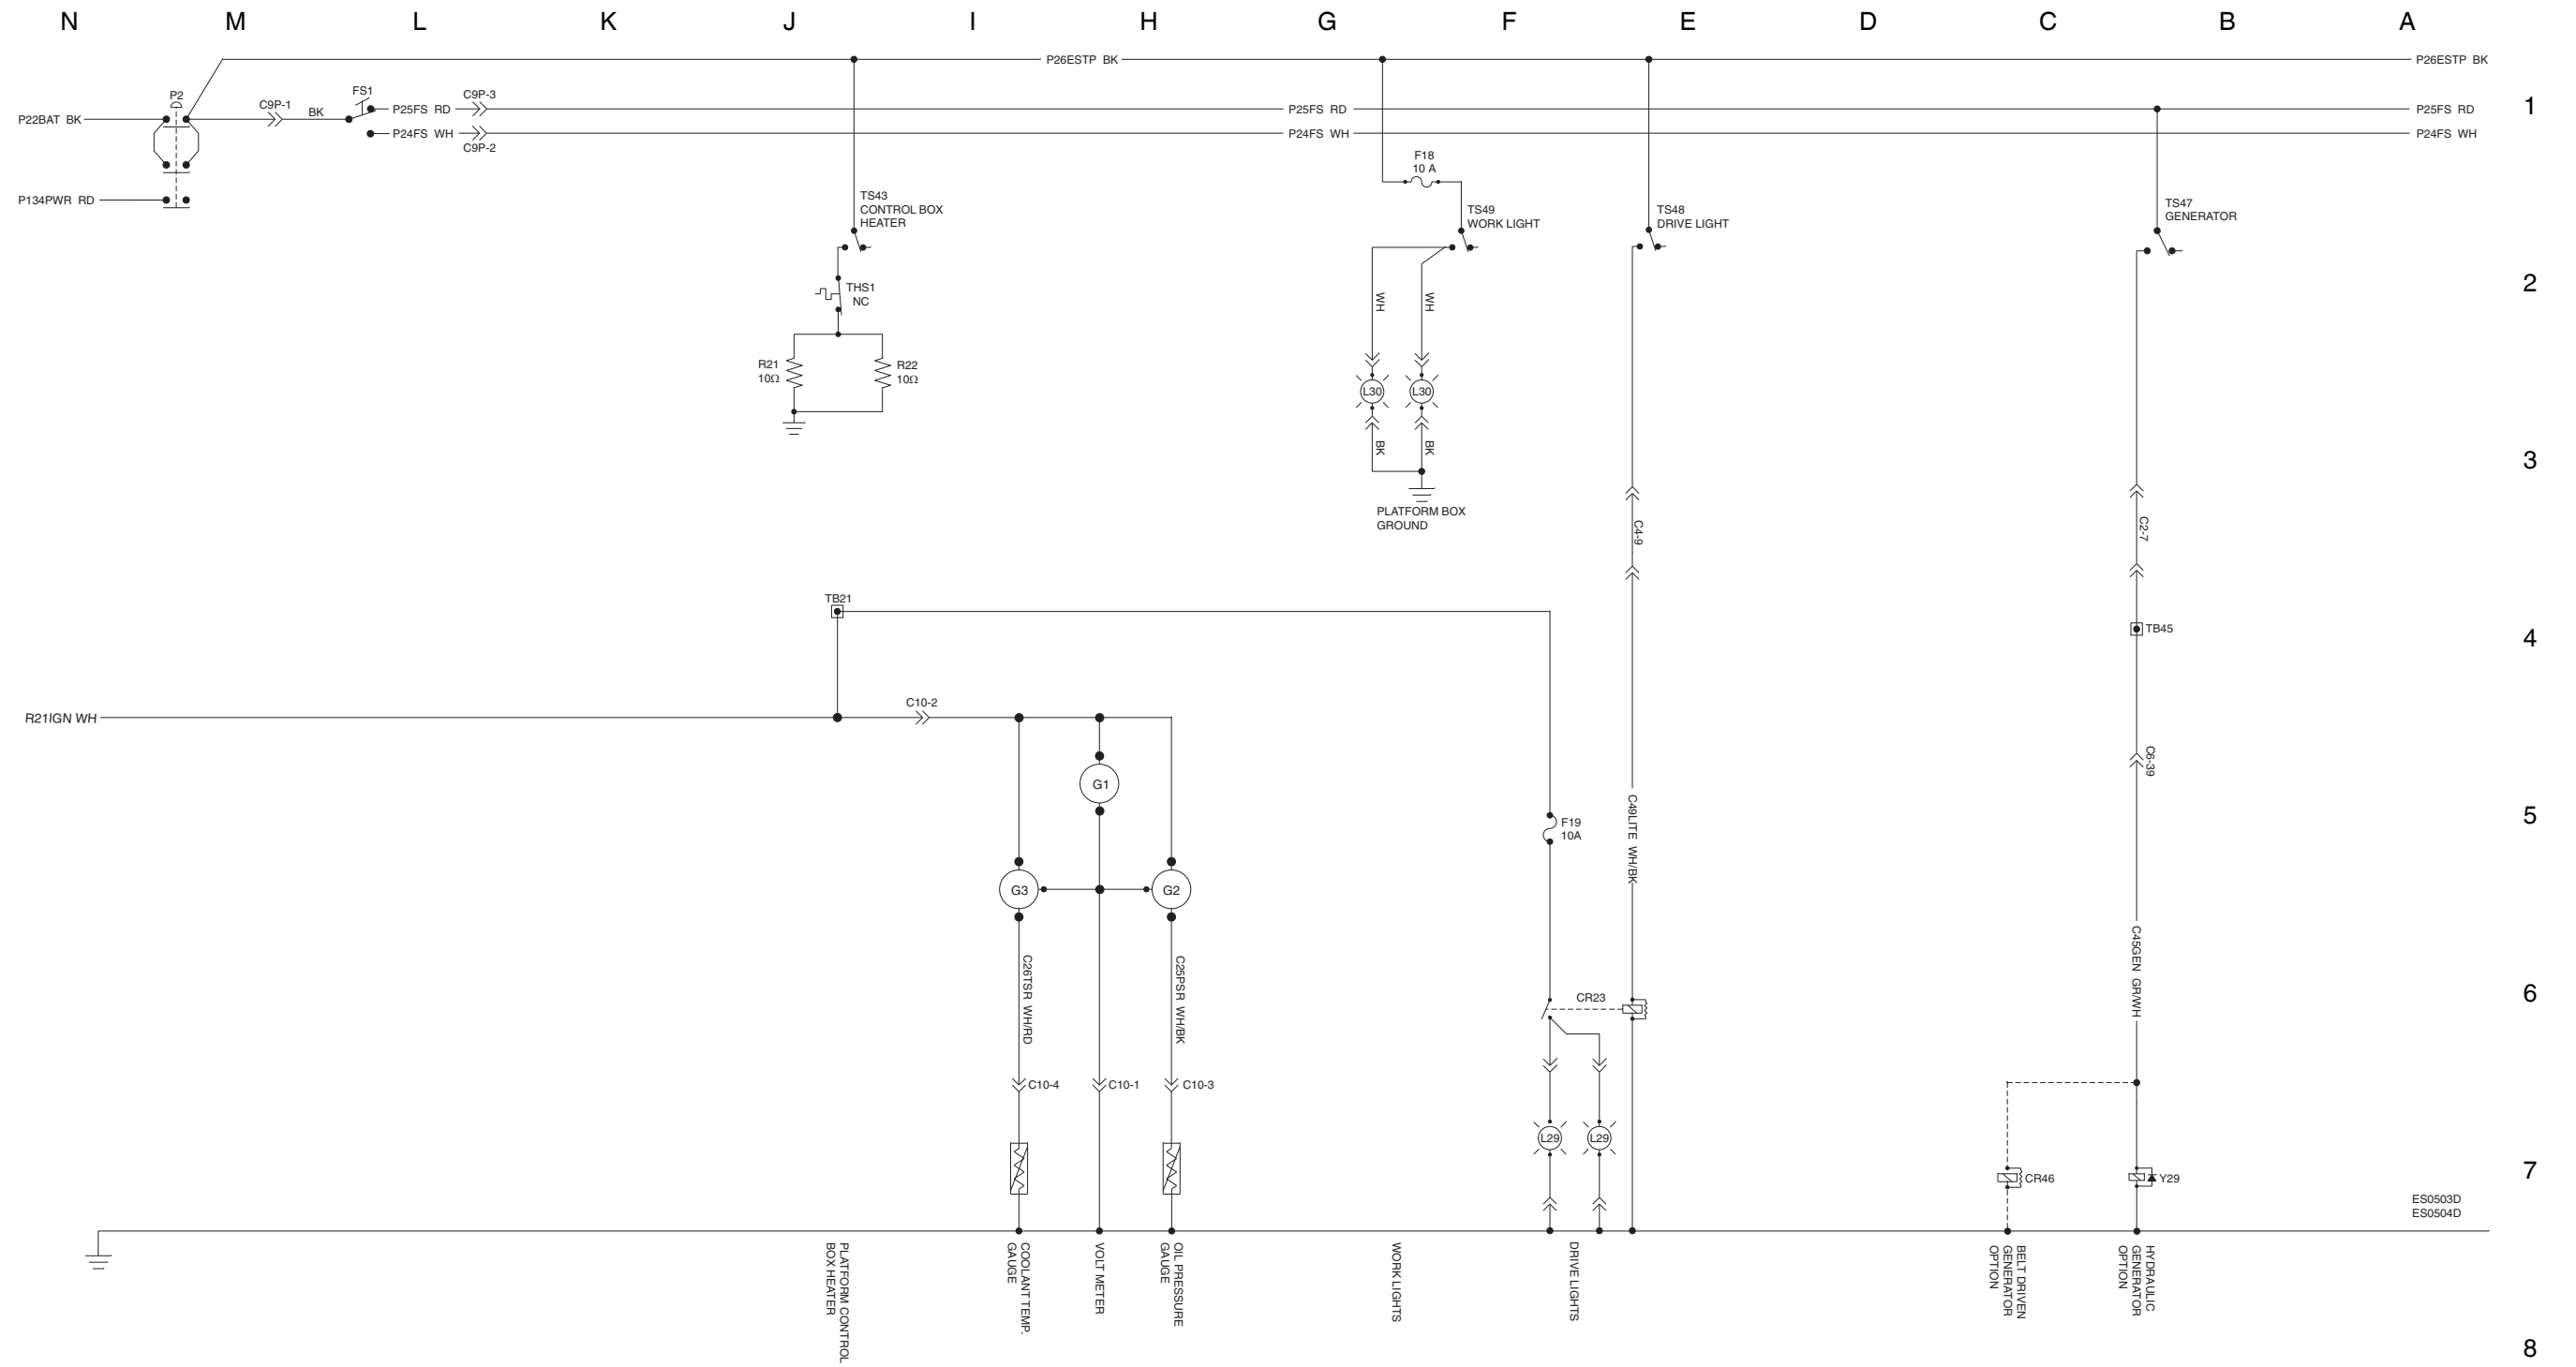 N M L K J I H G F E D C B A
P26ESTP BK
P26ESTP BK
P2
C9P-1
BK
FS1
P25FS RD
C9P-3
P25FS RD
P25FS RD
1
P22BAT BK
P24FS WH
C9P-2
P24FS WH
P24FS WH
F18
10 A
P134PWR RD
TS43
CONTROL BOX
HEATER
TS49
WORK LIGHT
TS48
DRIVE LIGHT
TS47
GENERATOR
2
THS1
NC
WH
WH
R21
10Ω
R22
10Ω
L30
L30
BK
BK
3
PLATFORM BOX
GROUND
C4-9
C2-7
TB21
TB45
4
R21IGN WH
C10-2
C6-39
G1
5
F19
10A
C49LITE WH/BK
G3
G2
C26TSR WH/RD
C25PSR WH/BK
C45GEN GR/WH
6
CR23
C10-4
C10-1
C10-3
L29
L29
7
CR46
Y29
ES0503D
ES0504D
PLATFORM CONTROL
BOX HEATER
COOLANT TEMP.
GAUGE
VOLT METER
OIL PRESSURE
GAUGE
WORK LIGHTS
DRIVE LIGHTS
BELT DRIVEN
GENERATOR
OPTION
HYDRAULIC
GENERATOR
OPTION
8